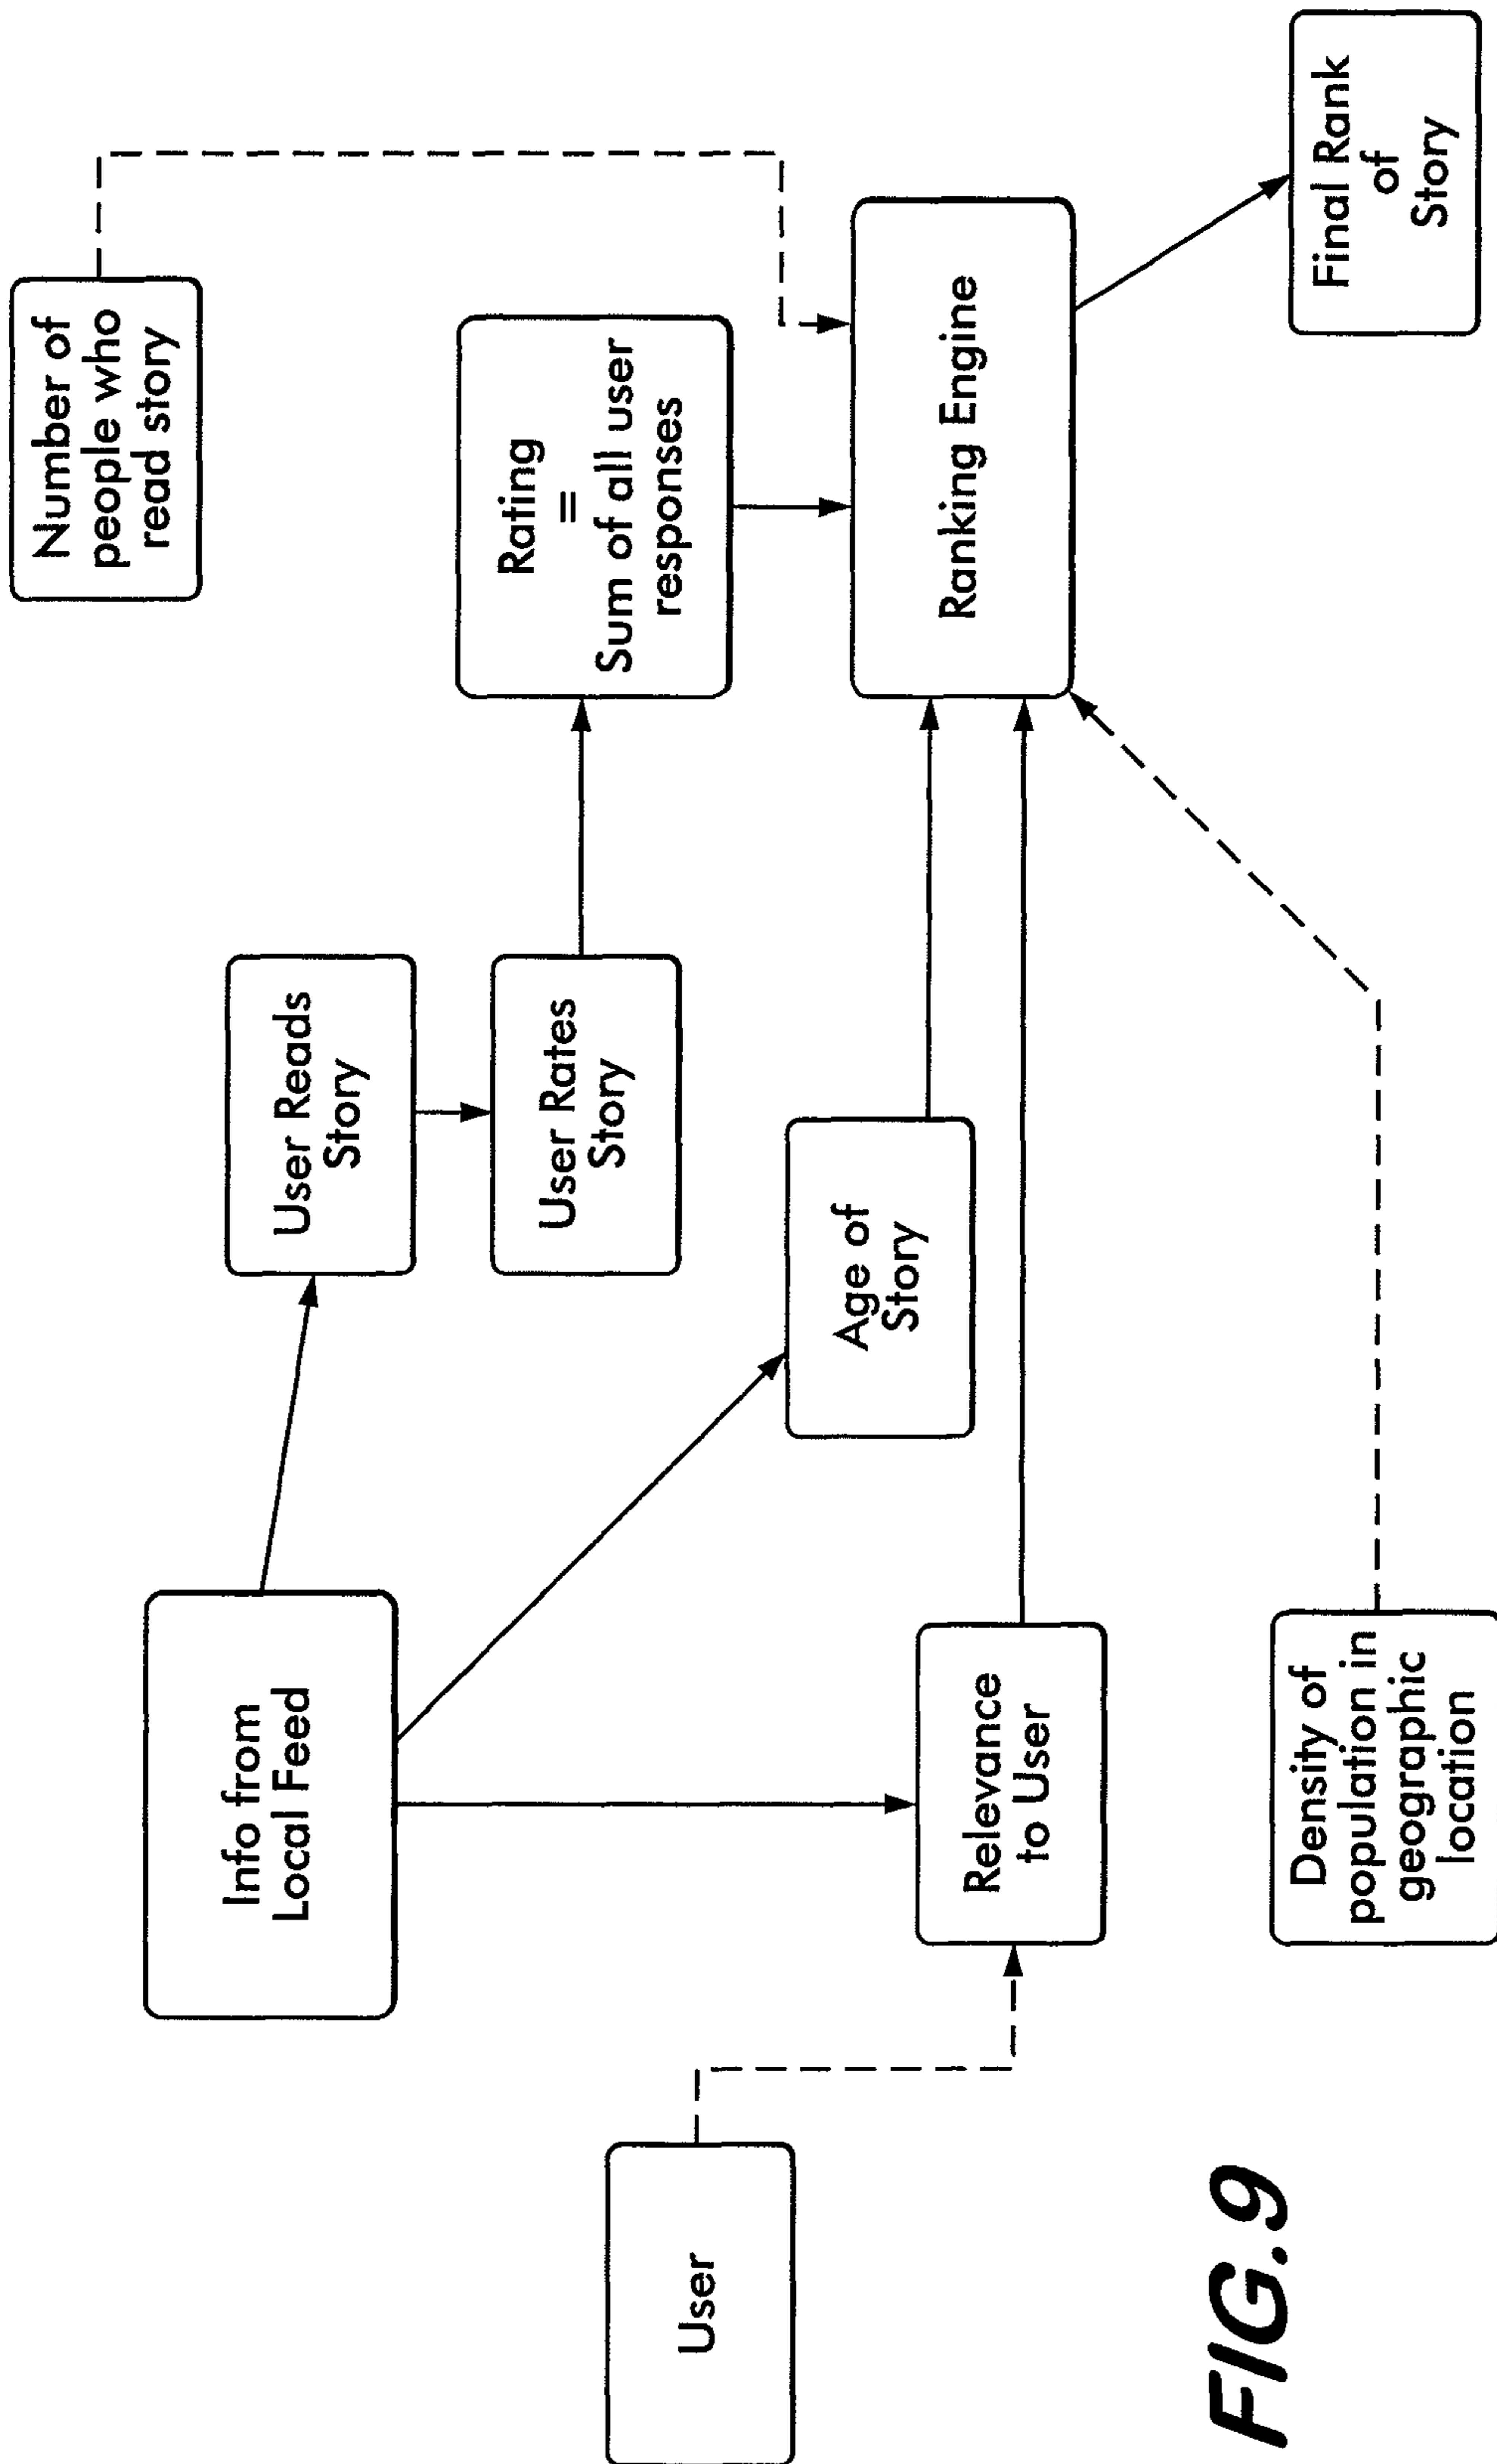 Number of
people who
read story
Info from
Local Feed
User Reads
Story
User Rates
Story
Rating
=
Sum of all user
responses
User
Age of
Story
Relevance
to User
Ranking Engine
Density of
population in
geographic
location
Final Rank
of
Story
FIG.9